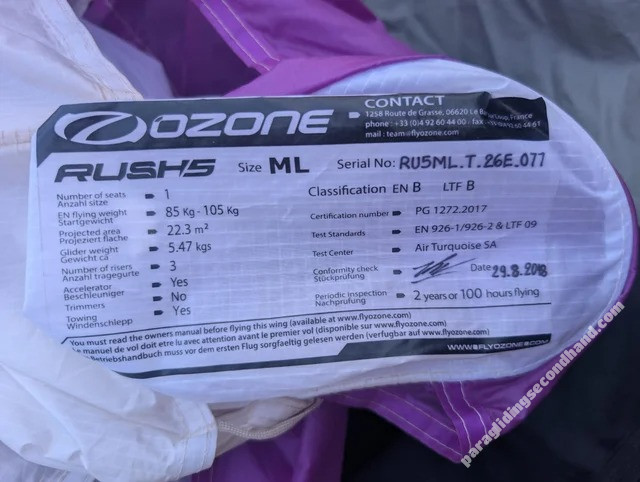 OZONE
CONTACT
1258 Route de Grasse, 06620 Le Bar sur Loup, France
phone : +33 (0)4 92 60 44 00 - 92 60 44 61
mail : team@flyozone.com
RUSH5 Size ML Serial No: RU5ML.T.26E.077
Number of seats 1
Anzahl sitze
EN flying weight 85 Kg - 105 Kg
Startgewicht
Projected area 22.3 m²
Projeziert flache
Glider weight 5.47 kgs
Gewicht ca
Number of risers 3
Anzahl tragegurte
Accelerator Yes
Beschleuniger
Trimmers No
Towing Yes
Windenschlepp
Classification EN B LTF B
Certification number PG 1272.2017
Test Standards EN 926-1/926-2 & LTF 09
Test Center Air Turquoise SA
Conformity check Date 29.8.2018
Stückprüfung
Periodic Inspection 2 years or 100 hours flying
Nachprüfung
You must read the owners manual before flying this wing (available at www.flyozone.com)
Le manuel de vol doit etre lu avec attention avant le premier vol (disponible sur www.flyozone.com)
Betriebshandbuch muss vor dem ersten Flug sorgfaeltig gelesen werden (verfugbar auf www.flyozone.com)
WWW.FLYOZONE.COM
paraglidingsecondhand.com